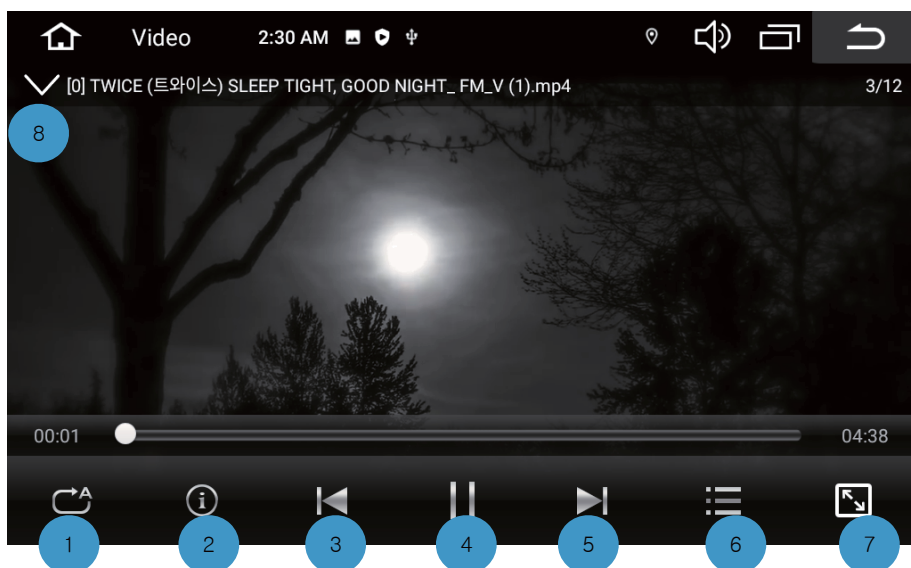 Video
2:30 AM
[0] TWICE (트와이스) SLEEP TIGHT, GOOD NIGHT_ FM_V (1).mp4
3/12
8
00:01
04:38
A
1
2
3
4
5
6
7